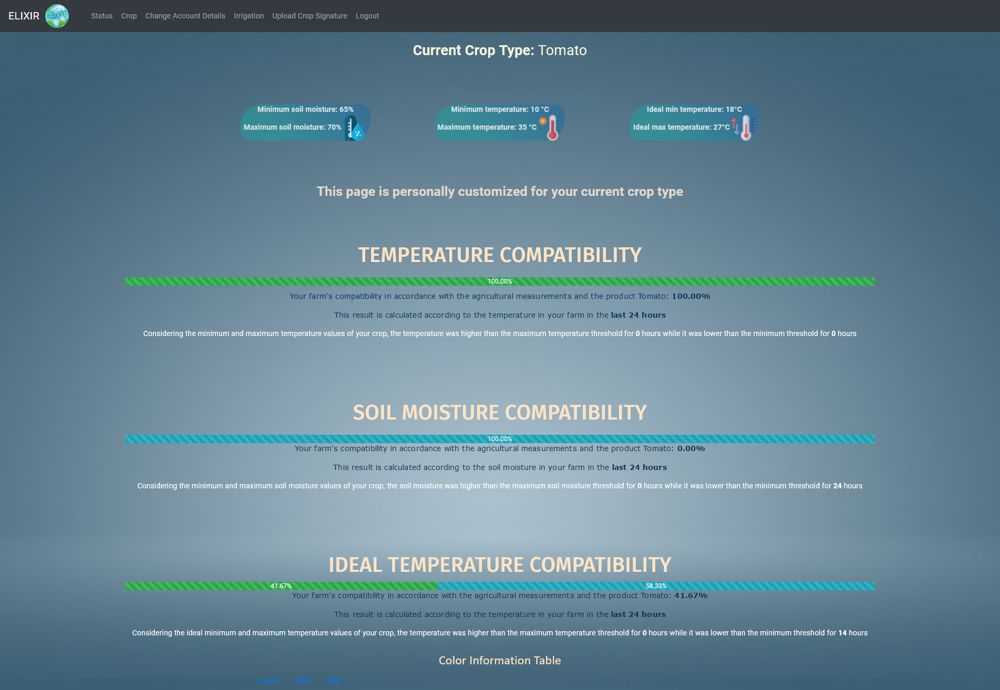 ELIXIR ELIXIR Status Crop Change Account Details Irrigation Upload Crop Signature Logout
Current Crop Type: Tomato
Minimum soil moisture: 65%
Maximum soil moisture: 70%
%
Minimum temperature: 10 °C
Maximum temperature: 35 °C
Ideal min temperature: 18°C
Ideal max temperature: 27°C
This page is personally customized for your current crop type
TEMPERATURE COMPATIBILITY
100.00%
Your farm's compatibility in accordance with the agricultural measurements and the product Tomato: 100.00%
This result is calculated according to the temperature in your farm in the last 24 hours
Considering the minimum and maximum temperature values of your crop, the temperature was higher than the maximum temperature threshold for 0 hours while it was lower than the minimum threshold for 0 hours
SOIL MOISTURE COMPATIBILITY
100.00%
Your farm's compatibility in accordance with the agricultural measurements and the product Tomato: 0.00%
This result is calculated according to the soil moisture in your farm in the last 24 hours
Considering the minimum and maximum soil moisture values of your crop, the soil moisture was higher than the maximum soil moisture threshold for 0 hours while it was lower than the minimum threshold for 24 hours
IDEAL TEMPERATURE COMPATIBILITY
41.67% 58.33%
Your farm's compatibility in accordance with the agricultural measurements and the product Tomato: 41.67%
This result is calculated according to the temperature in your farm in the last 24 hours
Considering the ideal minimum and maximum temperature values of your crop, the temperature was higher than the maximum temperature threshold for 0 hours while it was lower than the minimum threshold for 14 hours
Color Information Table
Green Red Blue